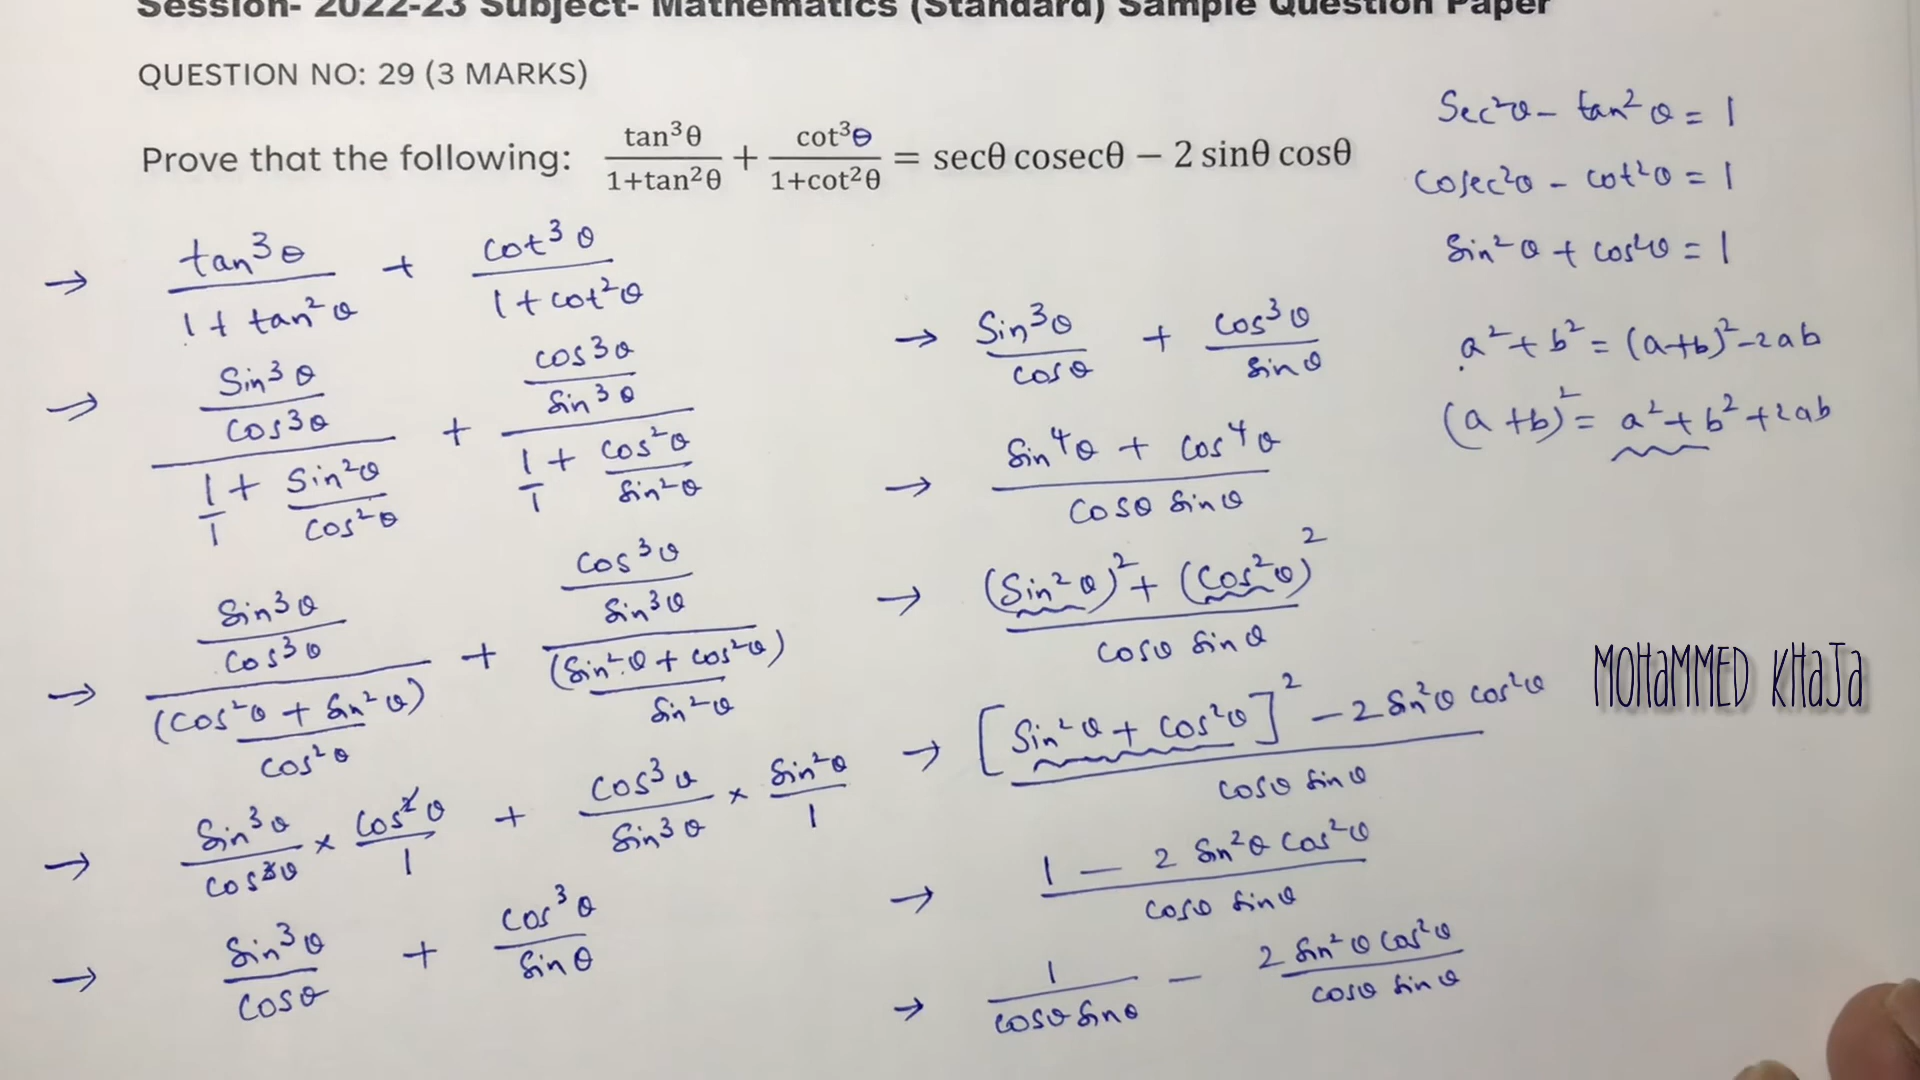 Session- 2022-23 Subject- Mathematics (Standard) Sample Question Paper
QUESTION NO: 29 (3 MARKS)
Prove that the following: tan³θ/(1+tan²θ) + cot³θ/(1+cot²θ) = secθ cosecθ − 2 sinθ cosθ
→ tan³θ/(1+tan²θ) + cot³θ/(1+cot²θ)
→ (Sin³θ/cos³θ)/(1/1 + Sin²θ/cos²θ) + (cos³θ/Sin³θ)/(1/1 + cos²θ/Sin²θ)
→ (Sin³θ/cos³θ)/((cos²θ + Sin²θ)/cos²θ) + (cos³θ/Sin³θ)/((Sin²θ + cos²θ)/Sin²θ)
→ Sin³θ/cos³θ × cos²θ/1 + cos³θ/Sin³θ × Sin²θ/1
→ Sin³θ/cosθ + cos³θ/Sinθ
→ Sin³θ/cosθ + cos³θ/Sinθ
→ (Sin⁴θ + cos⁴θ)/(cosθ Sinθ)
→ ((Sin²θ)² + (cos²θ)²)/(cosθ Sinθ)
→ ([Sin²θ + cos²θ]² − 2 Sin²θ cos²θ)/(cosθ Sinθ)
→ (1 − 2 Sin²θ cos²θ)/(cosθ Sinθ)
→ 1/(cosθ Sinθ) − 2 Sin²θ cos²θ/(cosθ Sinθ)
Sec²θ − tan²θ = 1
cosec²θ − cot²θ = 1
Sin²θ + cos²θ = 1
a² + b² = (a+b)² − 2ab
(a+b)² = a² + b² + 2ab
MOHaMMED KHaJa